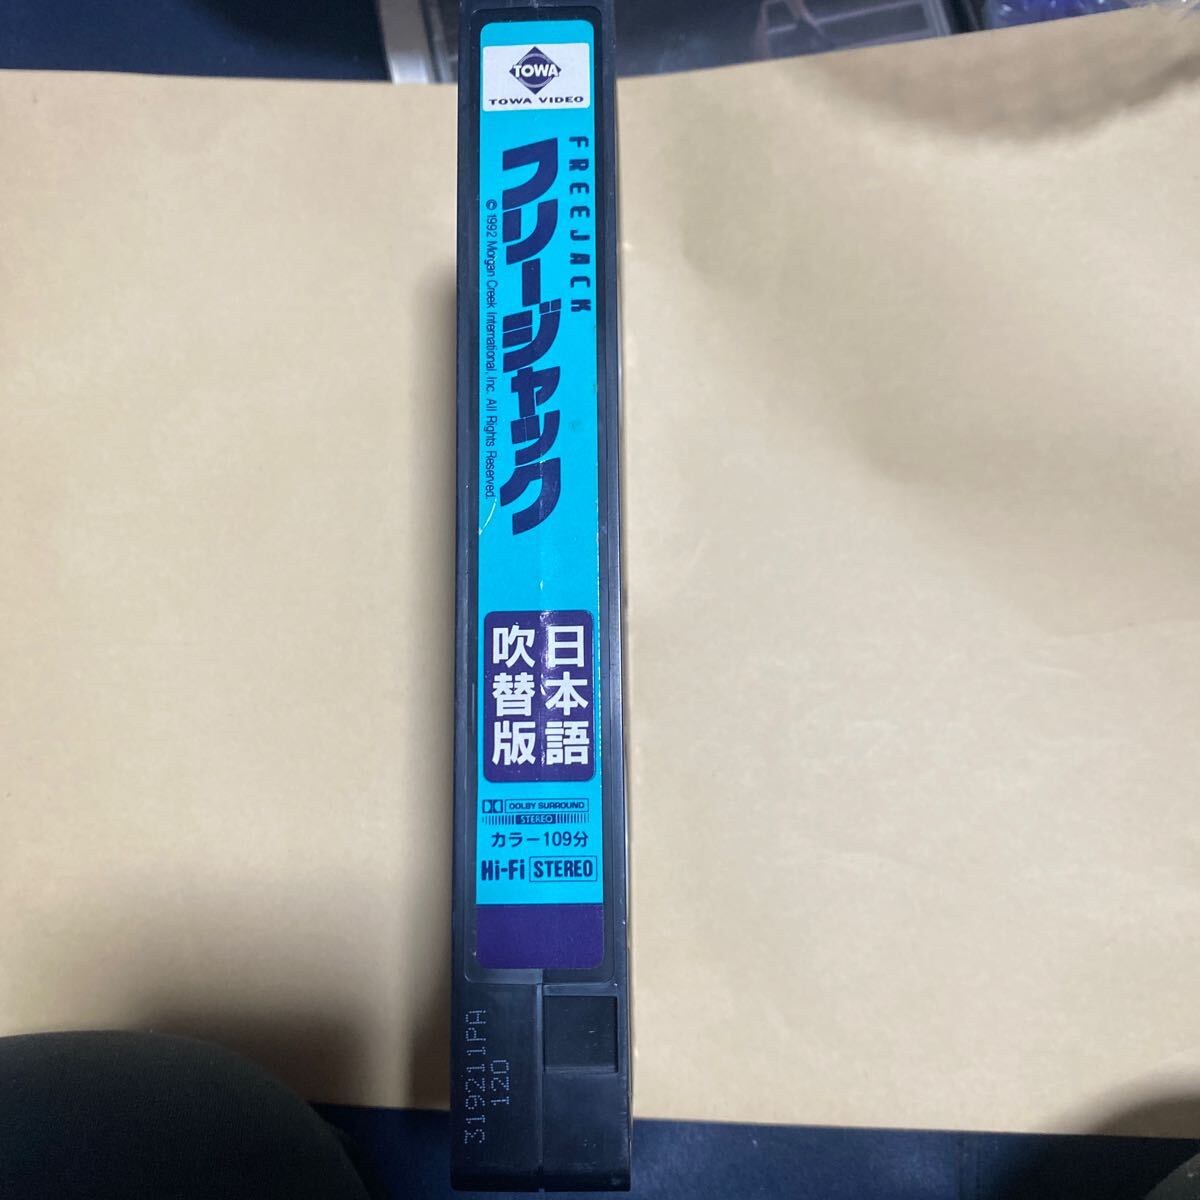 TOWA
TOWA VIDEO
FREEJACK
フリージャック
© 1992 Morgan Creek International, Inc. All Rights Reserved.
日本語
吹替版
DOLBY SURROUND
STEREO
カラー109分
Hi-Fi STEREO
319211PA
120